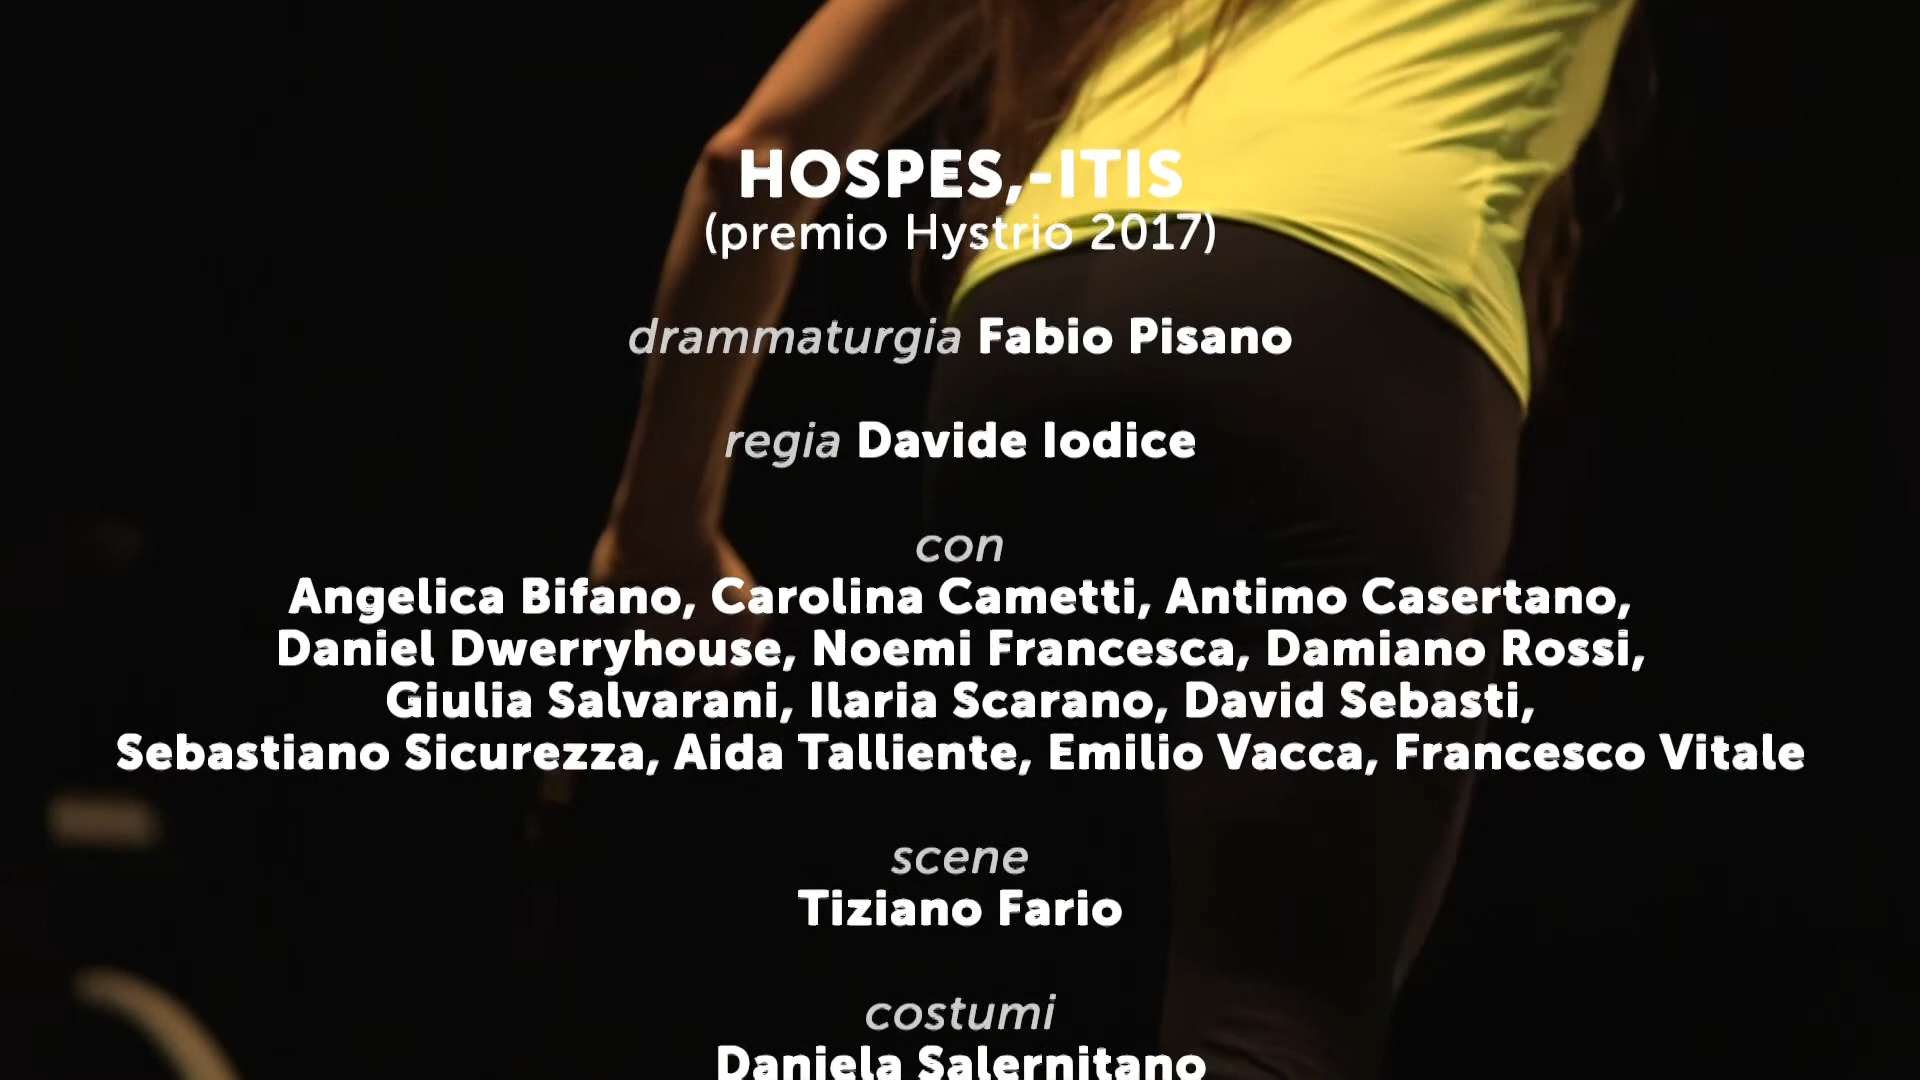 HOSPES,-ITIS
(premio Hystrio 2017)
drammaturgia Fabio Pisano
regia Davide Iodice
con
Angelica Bifano, Carolina Cametti, Antimo Casertano,
Daniel Dwerryhouse, Noemi Francesca, Damiano Rossi,
Giulia Salvarani, Ilaria Scarano, David Sebasti,
Sebastiano Sicurezza, Aida Talliente, Emilio Vacca, Francesco Vitale
scene
Tiziano Fario
costumi
Daniela Salernitano